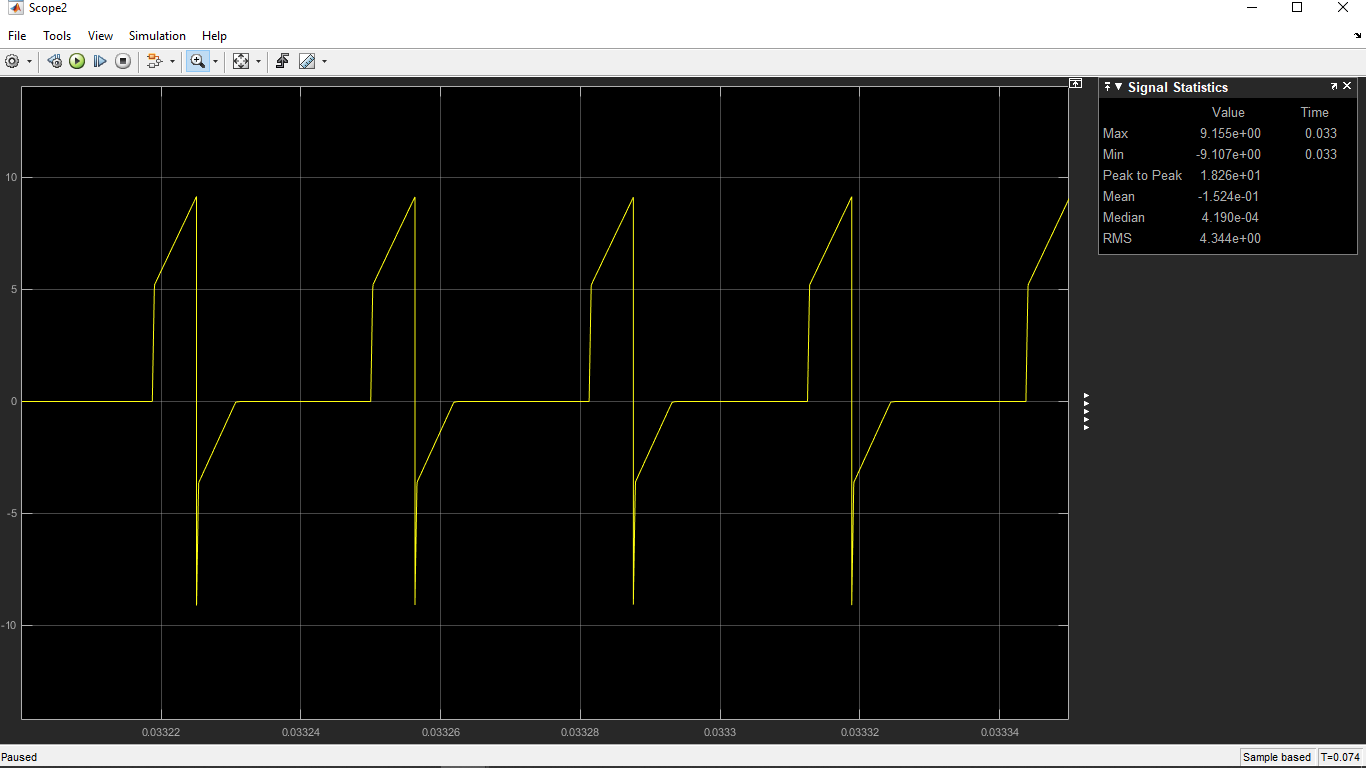 Scope2
File Tools View Simulation Help
Signal Statistics
Value Time
Max 9.155e+00 0.033
Min -9.107e+00 0.033
Peak to Peak 1.826e+01
Mean -1.524e-01
Median 4.190e-04
RMS 4.344e+00
10
5
0
-5
-10
0.03322 0.03324 0.03326 0.03328 0.0333 0.03332 0.03334
Paused Sample based T=0.074